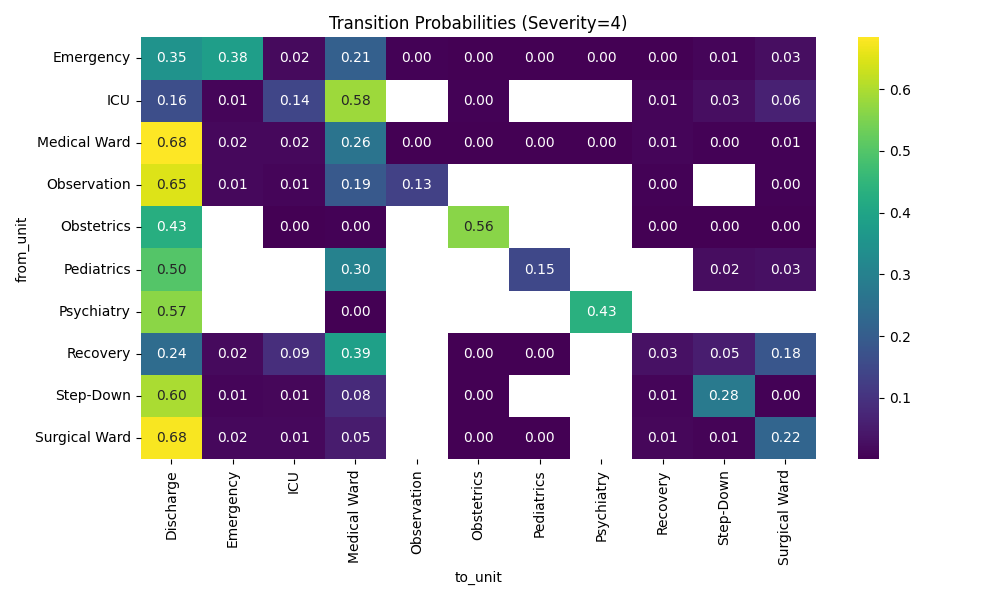 Transition Probabilities (Severity=4)
from_unit
Emergency 0.35 0.38 0.02 0.21 0.00 0.00 0.00 0.00 0.00 0.01 0.03
ICU 0.16 0.01 0.14 0.58 0.00 0.01 0.03 0.06
Medical Ward 0.68 0.02 0.02 0.26 0.00 0.00 0.00 0.00 0.01 0.00 0.01
Observation 0.65 0.01 0.01 0.19 0.13 0.00 0.00
Obstetrics 0.43 0.00 0.00 0.56 0.00 0.00 0.00
Pediatrics 0.50 0.30 0.15 0.02 0.03
Psychiatry 0.57 0.00 0.43
Recovery 0.24 0.02 0.09 0.39 0.00 0.00 0.03 0.05 0.18
Step-Down 0.60 0.01 0.01 0.08 0.00 0.01 0.28 0.00
Surgical Ward 0.68 0.02 0.01 0.05 0.00 0.00 0.01 0.01 0.22
Discharge Emergency ICU Medical Ward Observation Obstetrics Pediatrics Psychiatry Recovery Step-Down Surgical Ward
to_unit
0.6
0.5
0.4
0.3
0.2
0.1